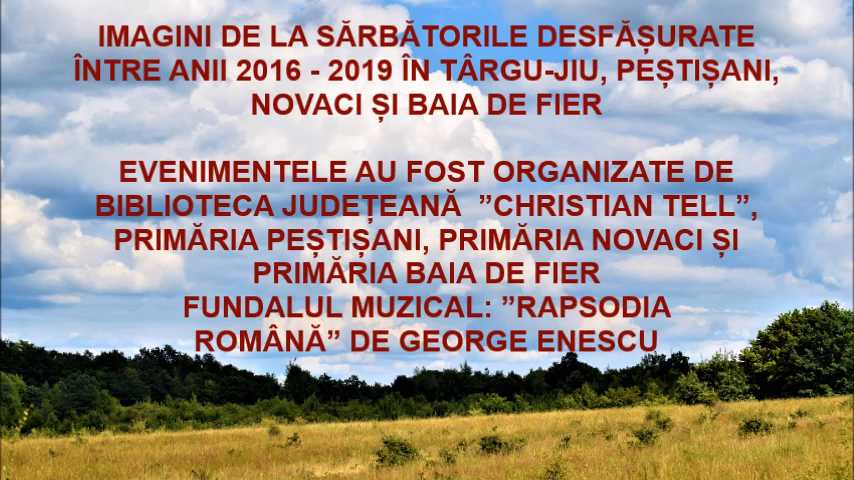 IMAGINI DE LA SĂRBĂTORILE DESFĂȘURATE
ÎNTRE ANII 2016 - 2019 ÎN TÂRGU-JIU, PEȘTIȘANI,
NOVACI ȘI BAIA DE FIER
EVENIMENTELE AU FOST ORGANIZATE DE
BIBLIOTECA JUDEȚEANĂ ”CHRISTIAN TELL”,
PRIMĂRIA PEȘTIȘANI, PRIMĂRIA NOVACI ȘI
PRIMĂRIA BAIA DE FIER
FUNDALUL MUZICAL: ”RAPSODIA
ROMÂNĂ” DE GEORGE ENESCU